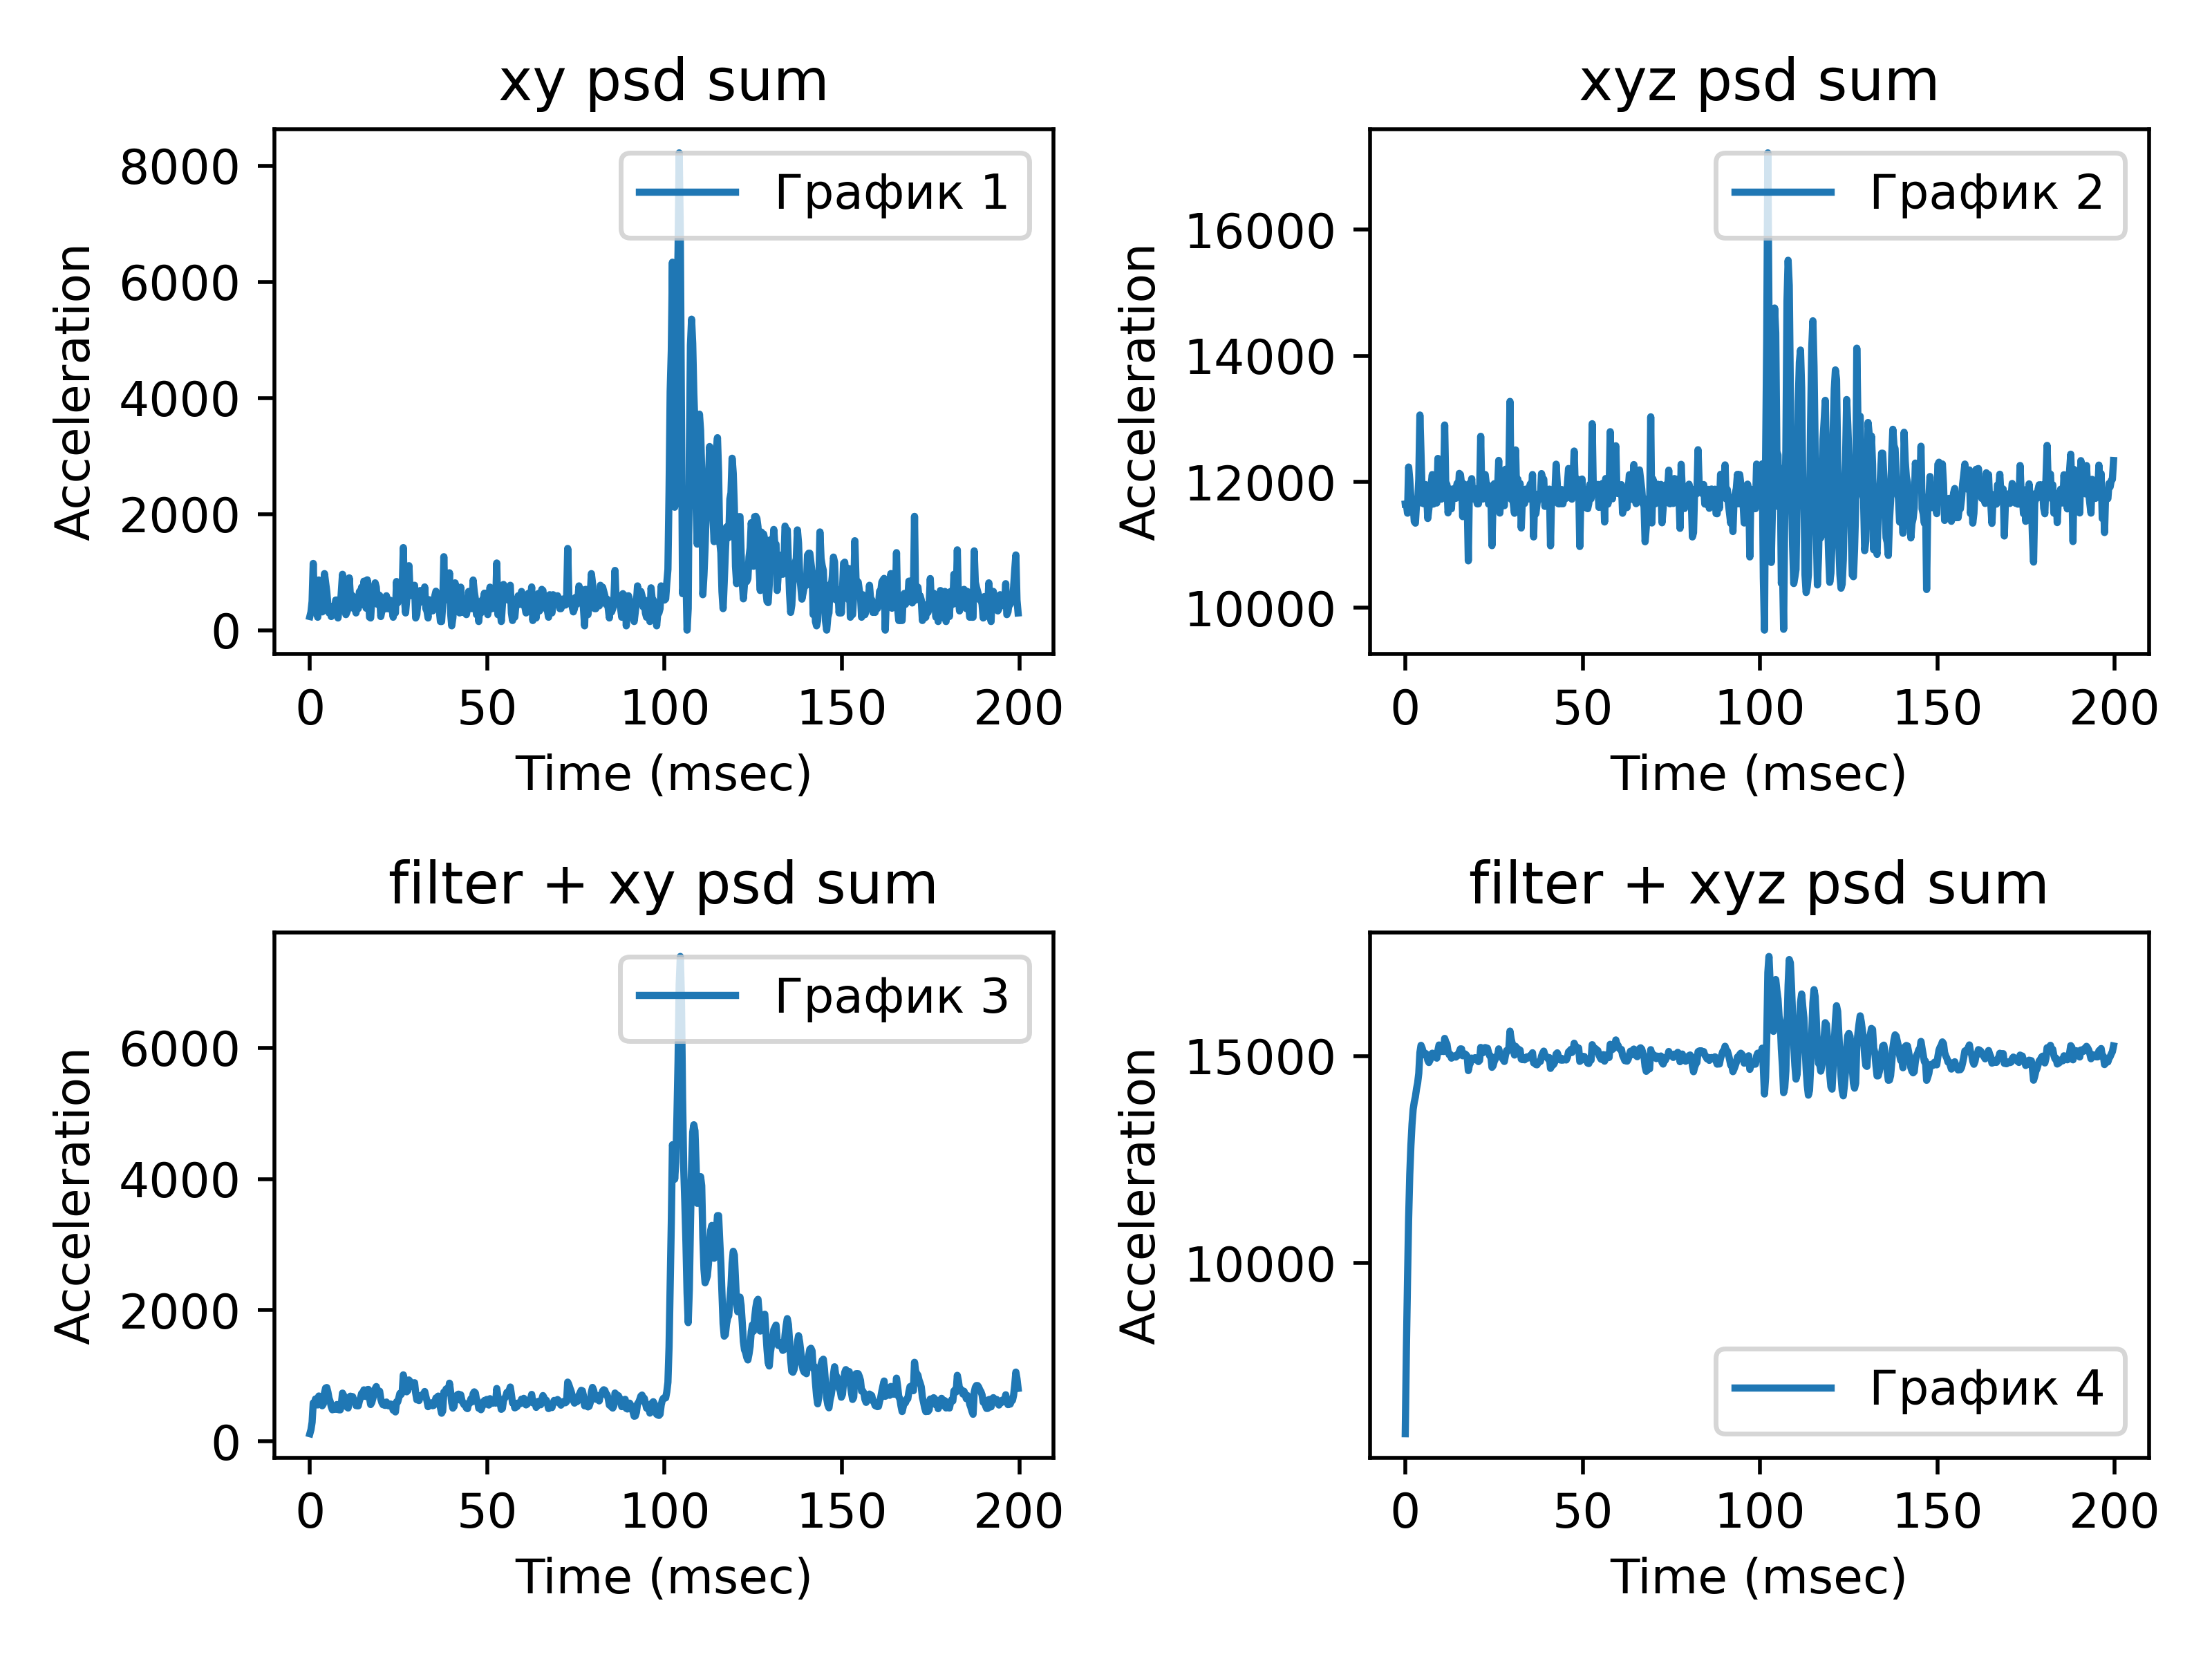 xy psd sum
8000
6000
4000
2000
0
Acceleration
График 1
0 50 100 150 200
Time (msec)
xyz psd sum
16000
14000
12000
10000
Acceleration
График 2
0 50 100 150 200
Time (msec)
filter + xy psd sum
6000
4000
2000
0
Acceleration
График 3
0 50 100 150 200
Time (msec)
filter + xyz psd sum
15000
10000
Acceleration
График 4
0 50 100 150 200
Time (msec)